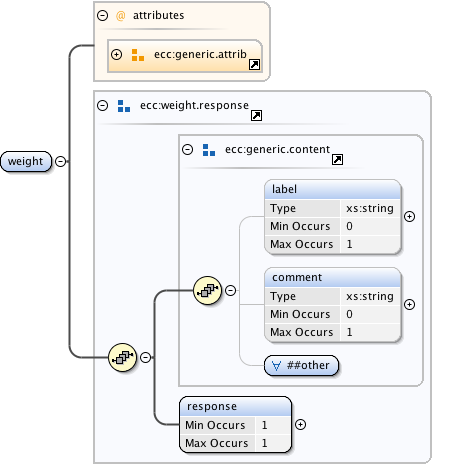 @ attributes
ecc:generic.attrib
ecc:weight.response
ecc:generic.content
weight
label
Type xs:string
Min Occurs 0
Max Occurs 1
comment
Type xs:string
Min Occurs 0
Max Occurs 1
∀ ##other
response
Min Occurs 1
Max Occurs 1